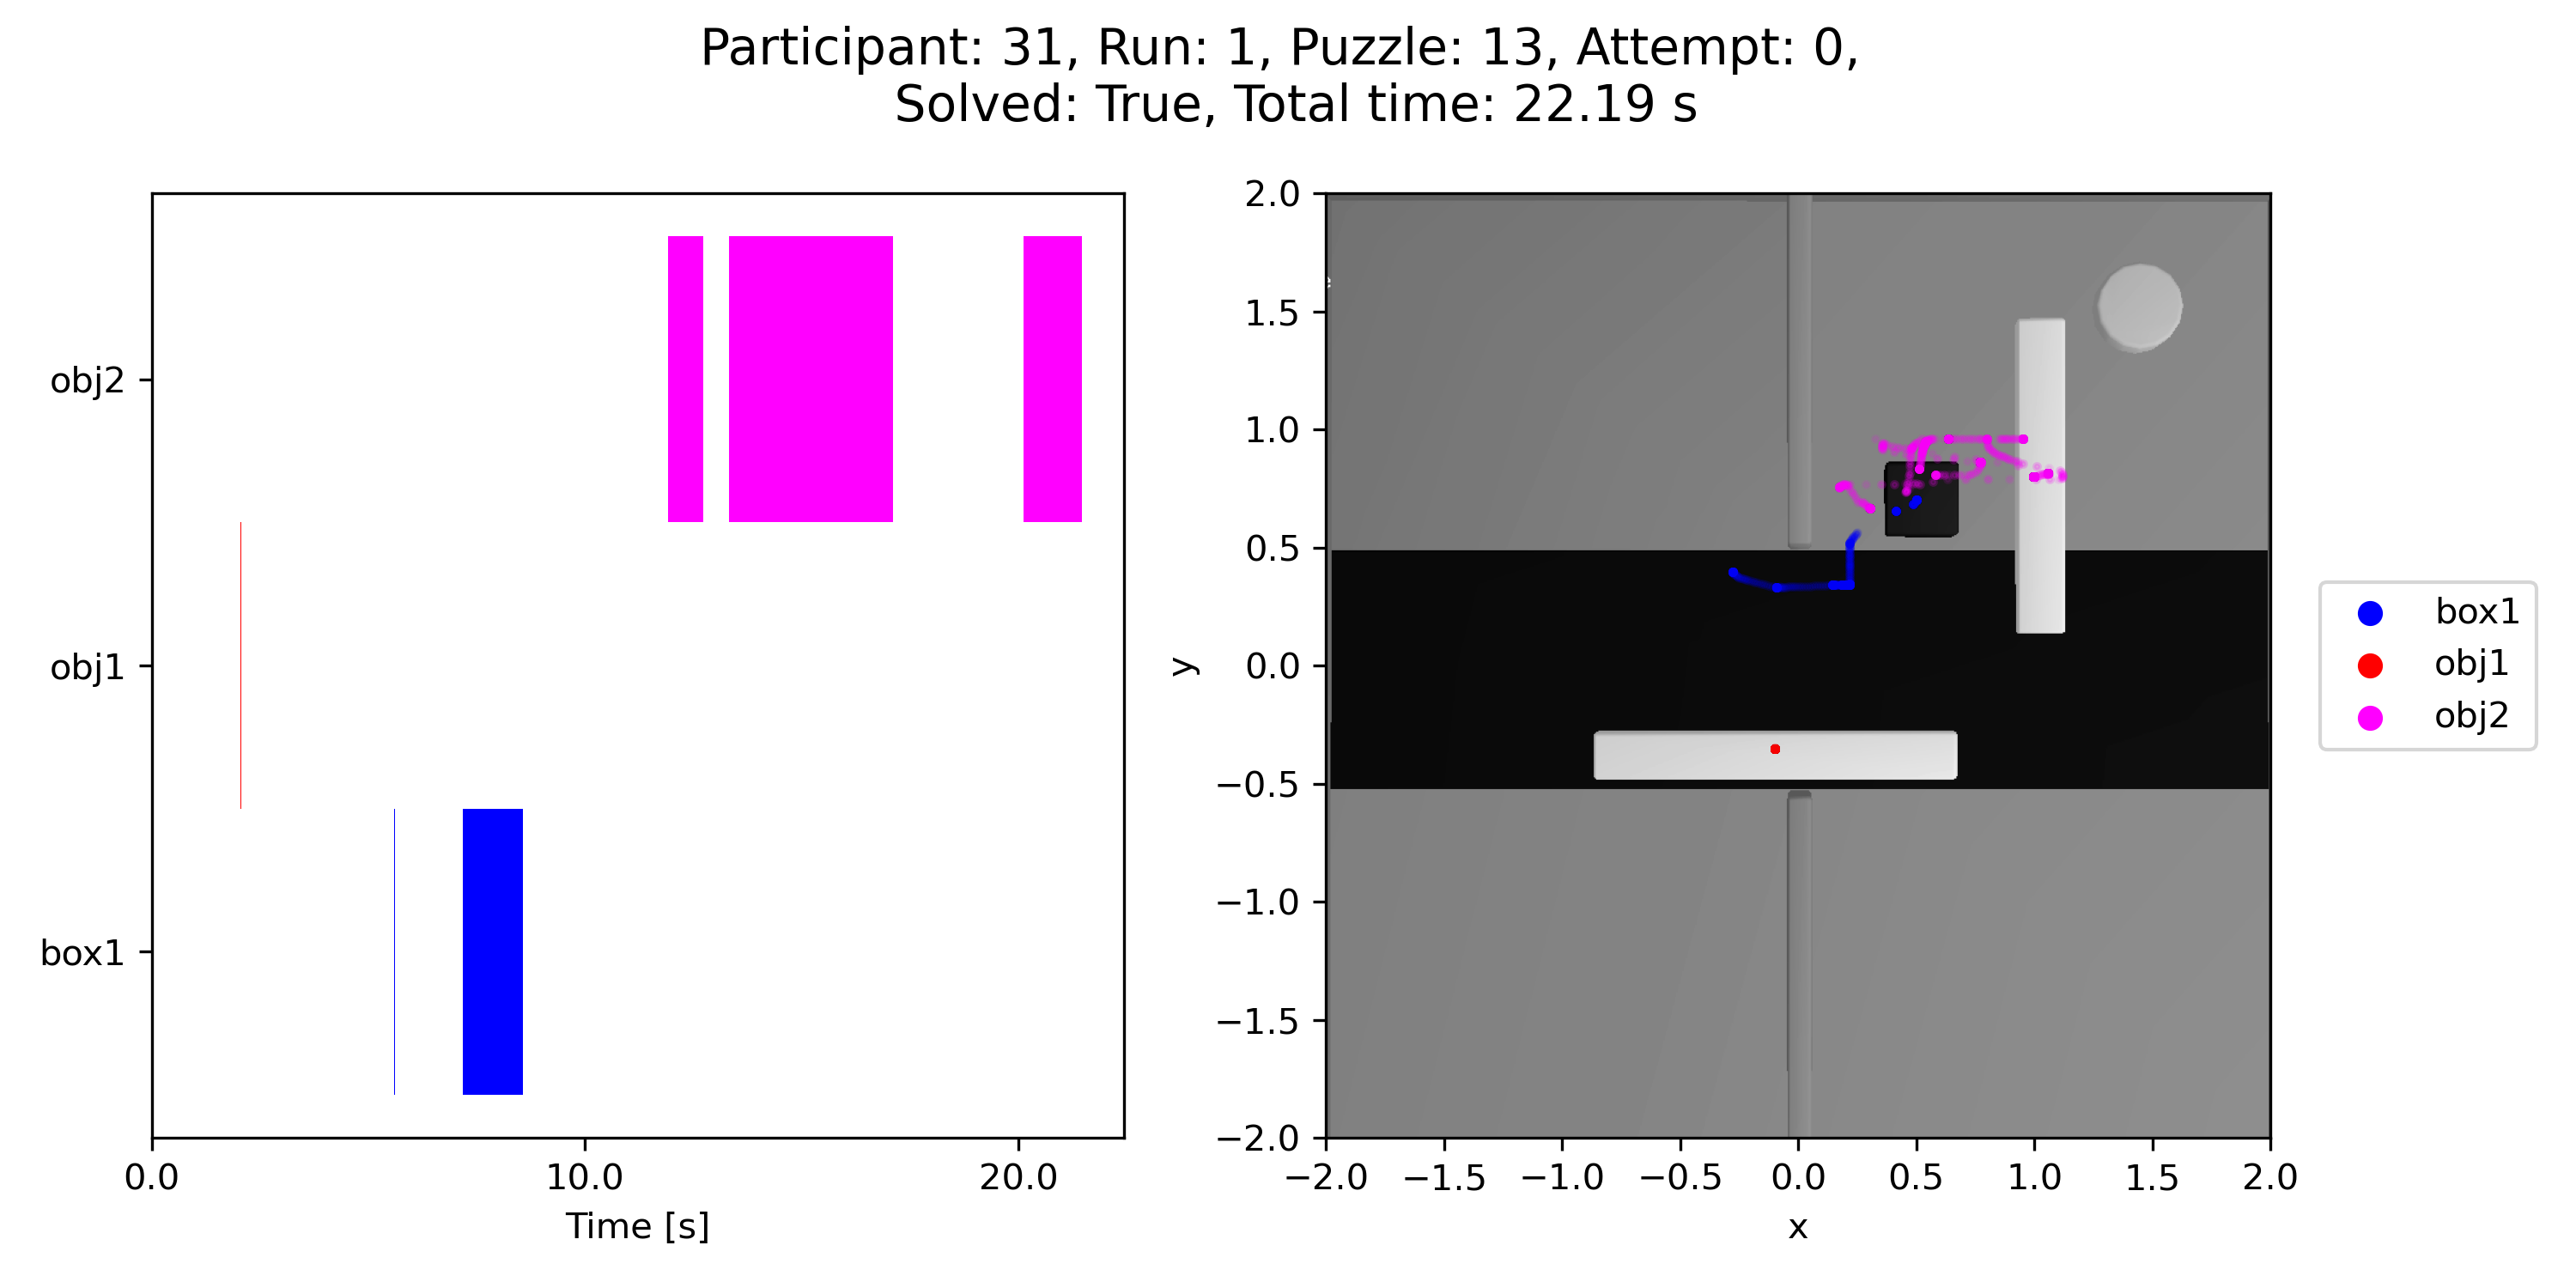 Participant: 31, Run: 1, Puzzle: 13, Attempt: 0,
Solved: True, Total time: 22.19 s
obj2
obj1
box1
0.0 10.0 20.0
Time [s]
2.0
1.5
1.0
0.5
0.0
−0.5
−1.0
−1.5
−2.0
y
−2.0 −1.5 −1.0 −0.5 0.0 0.5 1.0 1.5 2.0
x
box1
obj1
obj2